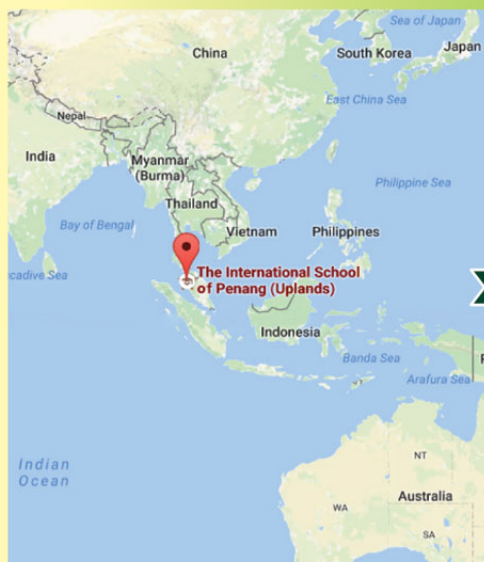 Sea of Japan
China
South Korea
Japan
East China Sea
Nepal
India
Myanmar
(Burma)
Philippine Sea
Thailand
Bay of Bengal
Vietnam
Philippines
cadive Sea
The International School
of Penang (Uplands)
Indonesia
Banda Sea
Arafura Sea
Indian
Ocean
NT
Australia
WA
SA